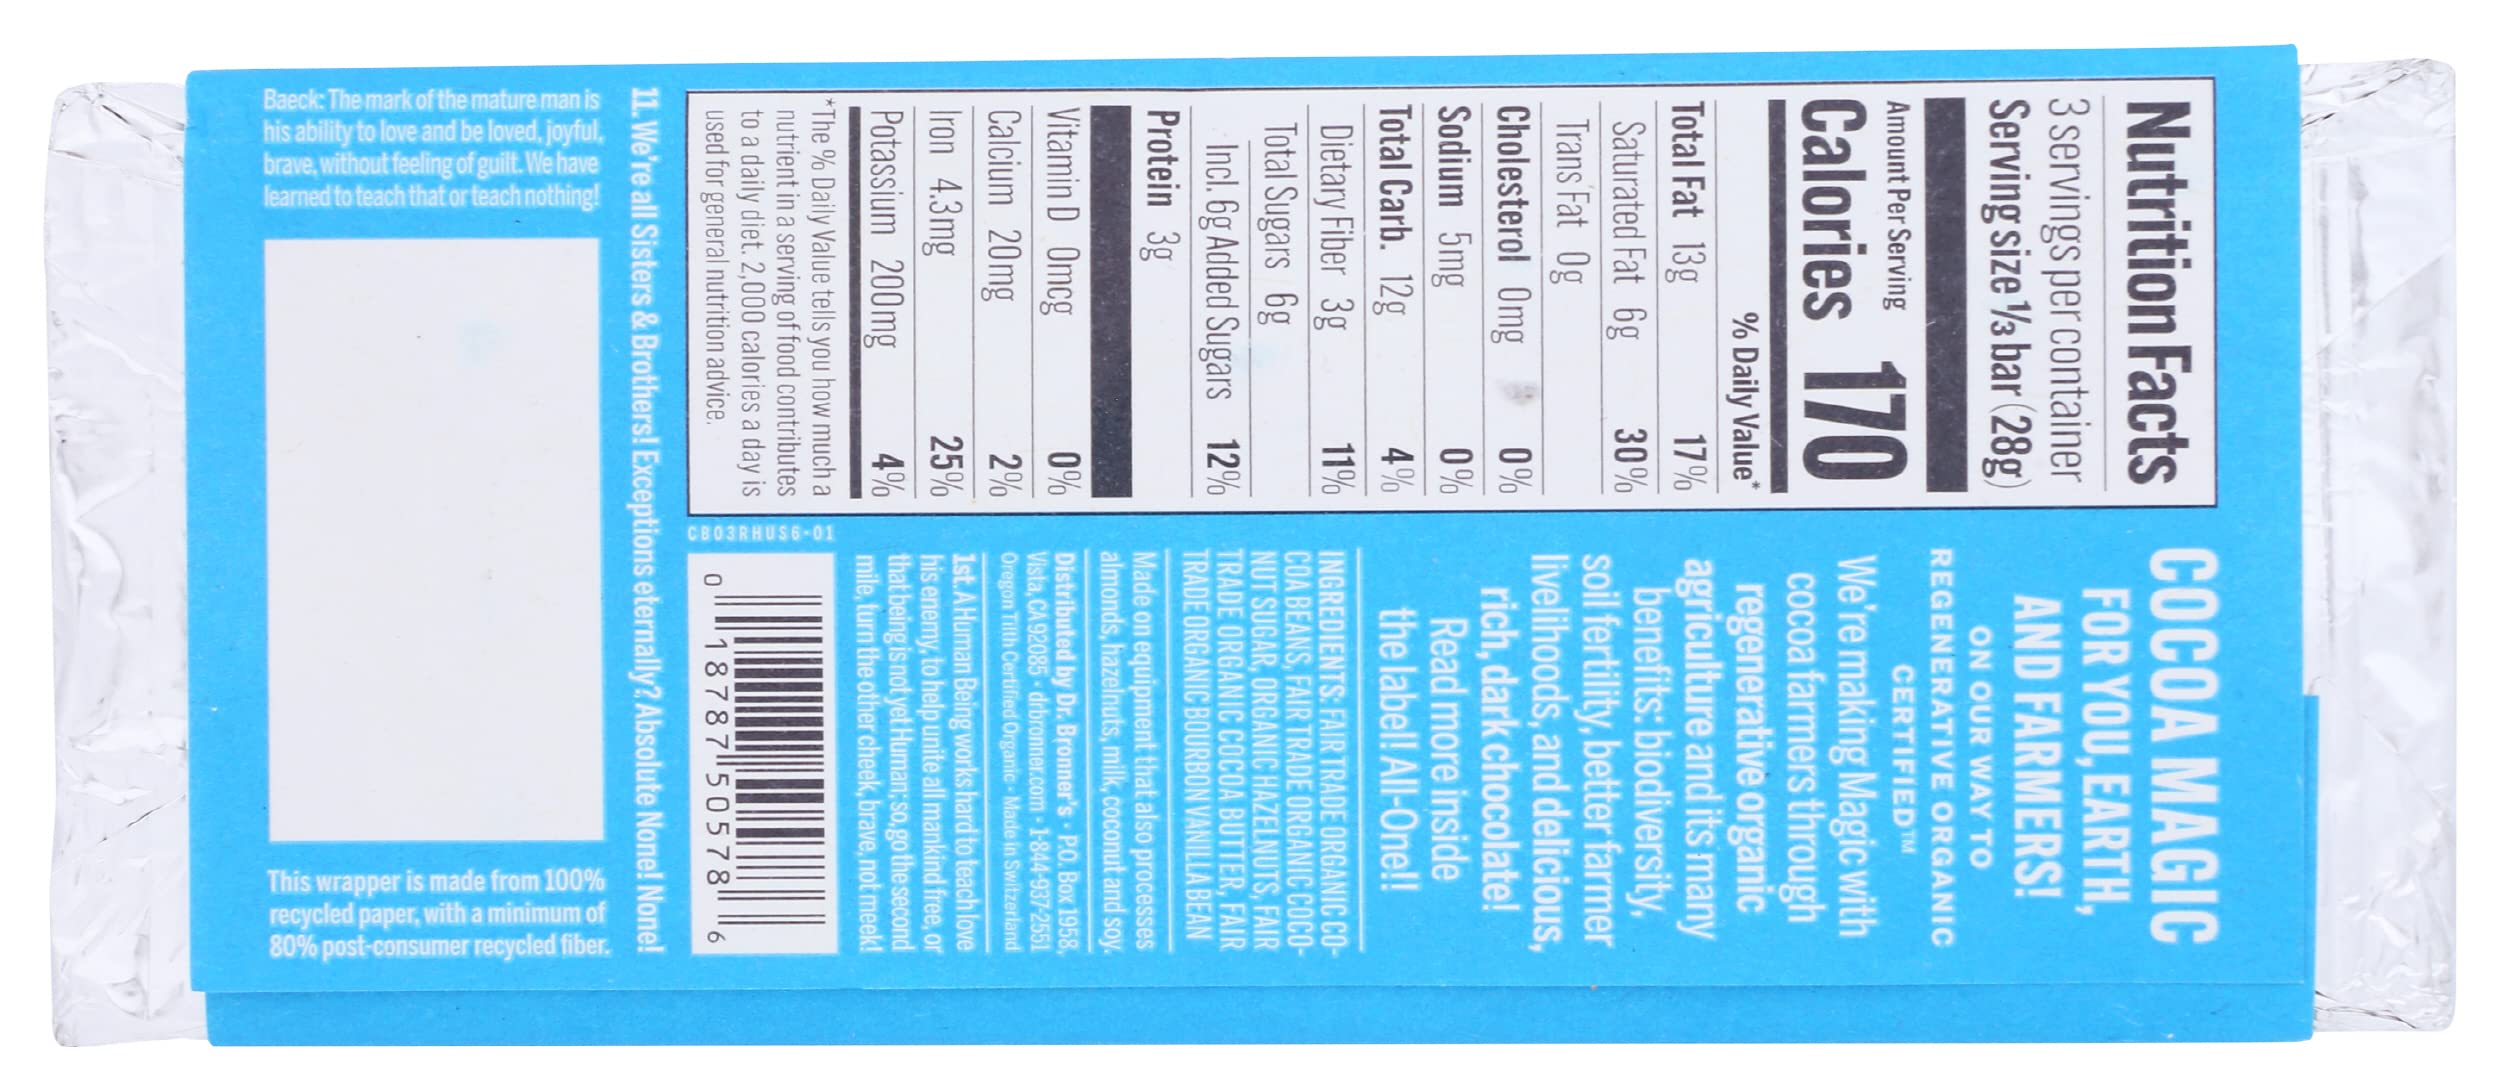 Nutrition Facts
3 servings per container
Serving size 1/3 bar (28g)
Amount Per Serving
Calories 170
% Daily Value*
Total Fat 13g 17%
Saturated Fat 6g 30%
Trans Fat 0g
Cholesterol 0mg 0%
Sodium 5mg 0%
Total Carb. 12g 4%
Dietary Fiber 3g 11%
Total Sugars 6g
Incl. 6g Added Sugars 12%
Protein 3g
Vitamin D 0mcg 0%
Calcium 20mg 2%
Iron 4.3mg 25%
Potassium 200mg 4%
*The % Daily Value tells you how much a
nutrient in a serving of food contributes
to a daily diet. 2,000 calories a day is
used for general nutrition advice.
COCOA MAGIC
FOR YOU, EARTH,
AND FARMERS!
ON OUR WAY TO
REGENERATIVE ORGANIC
CERTIFIED™
We're making Magic with
cocoa farmers through
regenerative organic
agriculture and its many
benefits: biodiversity,
soil fertility, better farmer
livelihoods, and delicious,
rich, dark chocolate!
Read more inside
the label! All-One!!
INGREDIENTS: FAIR TRADE ORGANIC CO-
COA BEANS, FAIR TRADE ORGANIC COCO-
NUT SUGAR, ORGANIC HAZELNUTS, FAIR
TRADE ORGANIC COCOA BUTTER, FAIR
TRADE ORGANIC BOURBON VANILLA BEAN
Made on equipment that also processes
almonds, hazelnuts, milk, coconut and soy.
Distributed by Dr. Bronner's • P.O. Box 1958,
Vista, CA 92085 • drbronner.com • 1-844-937-2551
Oregon Tilth Certified Organic • Made in Switzerland
1st. A Human Being works hard to teach love
his enemy, to help unite all mankind free, or
that being is not yet Human; so, go the second
mile, turn the other cheek, brave, not meek!
CB03RHUS6-01
0 18787 50578 6
11. We're all Sisters & Brothers! Exceptions eternally? Absolute None! None!
Baeck: The mark of the mature man is
his ability to love and be loved, joyful,
brave, without feeling of guilt. We have
learned to teach that or teach nothing!
This wrapper is made from 100%
recycled paper, with a minimum of
80% post-consumer recycled fiber.